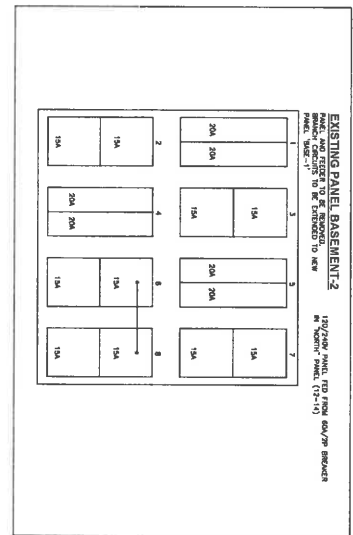 EXISTING PANEL BASEMENT-2
PANEL AND FEEDER TO BE REMOVED.
BRANCH CIRCUITS TO BE EXTENDED TO NEW
PANEL "BASE-1"
120/240V PANEL FED FROM 60A/2P BREAKER
IN "NORTH" PANEL (12-14)
1
20A
20A
2
15A
15A
3
15A
15A
4
20A
20A
5
20A
20A
6
15A
15A
7
15A
15A
8
15A
15A